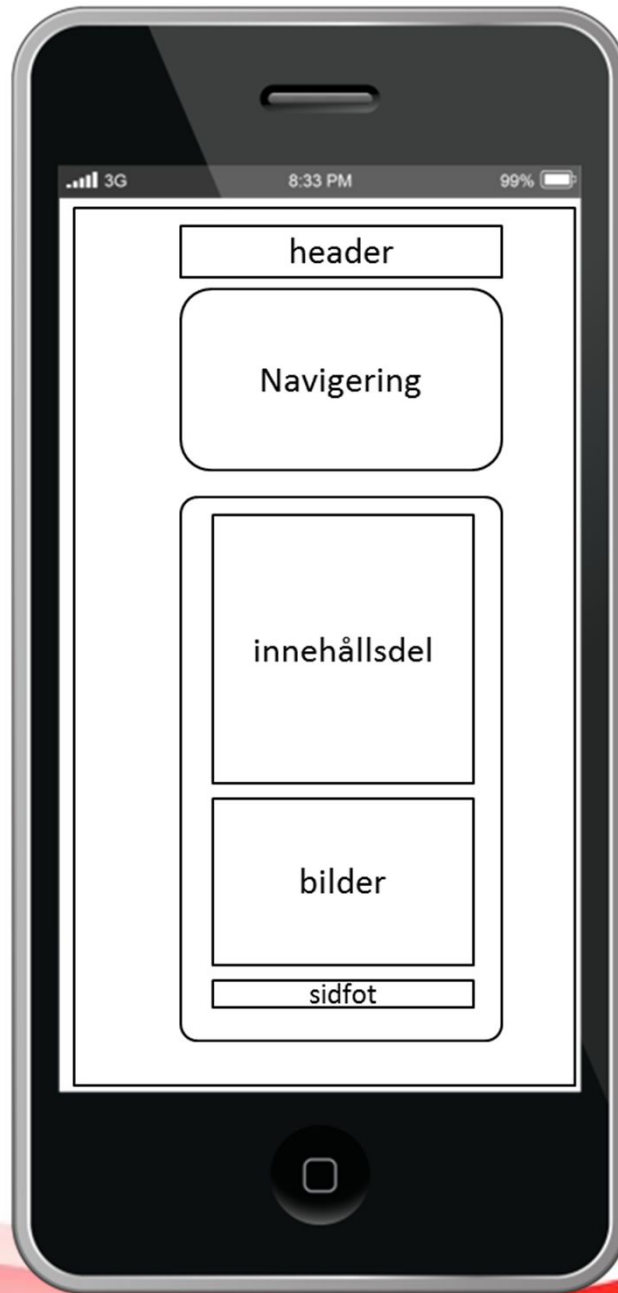 3G 8:33 PM 99%
header
Navigering
innehållsdel
bilder
sidfot